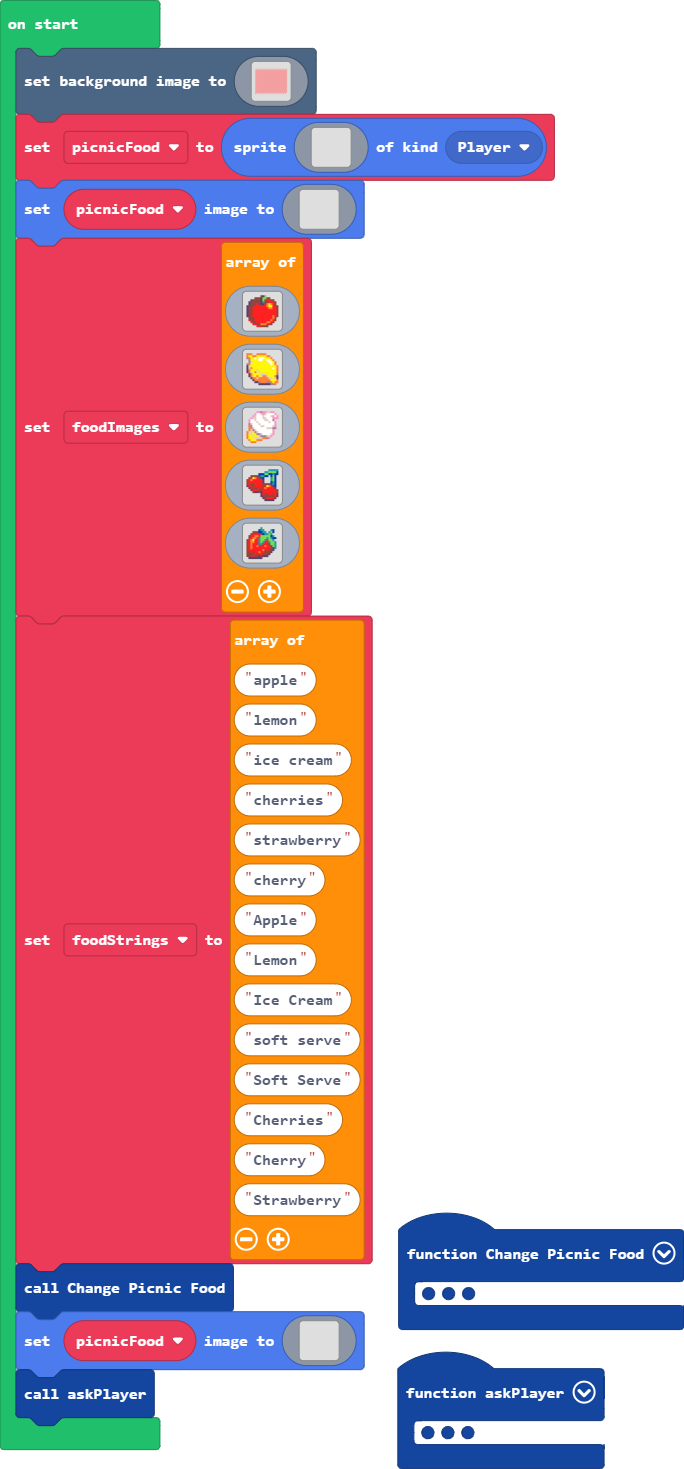 on start
set background image to
set picnicFood to sprite of kind Player
set picnicFood image to
array of
set foodImages to
array of
"apple"
"lemon"
"ice cream"
"cherries"
"strawberry"
"cherry"
"Apple"
set foodStrings to
"Lemon"
"Ice Cream"
"soft serve"
"Soft Serve"
"Cherries"
"Cherry"
"Strawberry"
call Change Picnic Food
set picnicFood image to
call askPlayer
function Change Picnic Food
function askPlayer